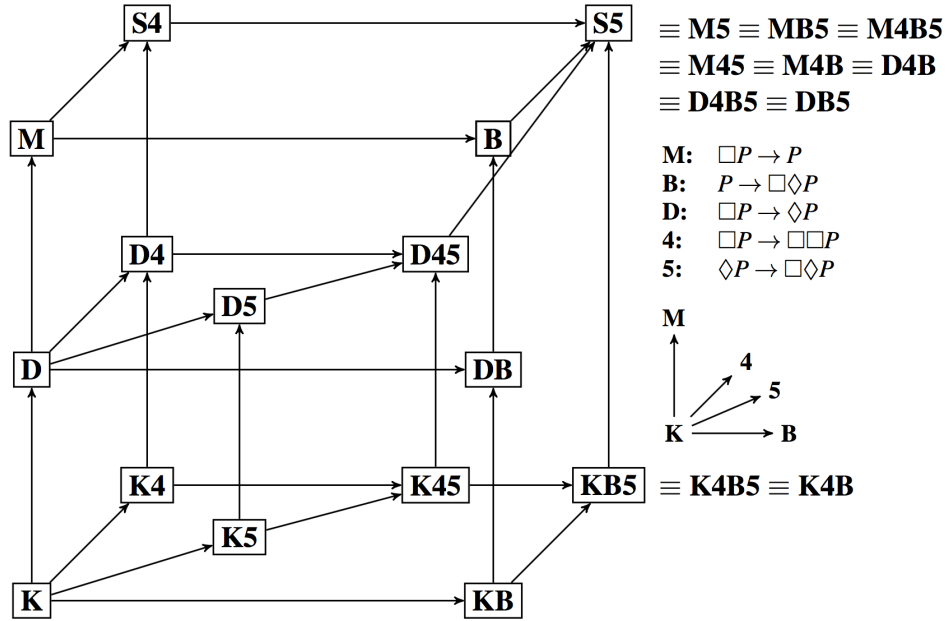 S4 S5 ≡ M5 ≡ MB5 ≡ M4B5
≡ M45 ≡ M4B ≡ D4B
≡ D4B5 ≡ DB5
M B
M: □P → P
B: P → □◇P
D: □P → ◇P
4: □P → □□P
5: ◇P → □◇P
D4 D45
D5
M
D DB
4
5
K B
K4 K45 KB5 ≡ K4B5 ≡ K4B
K5
K KB